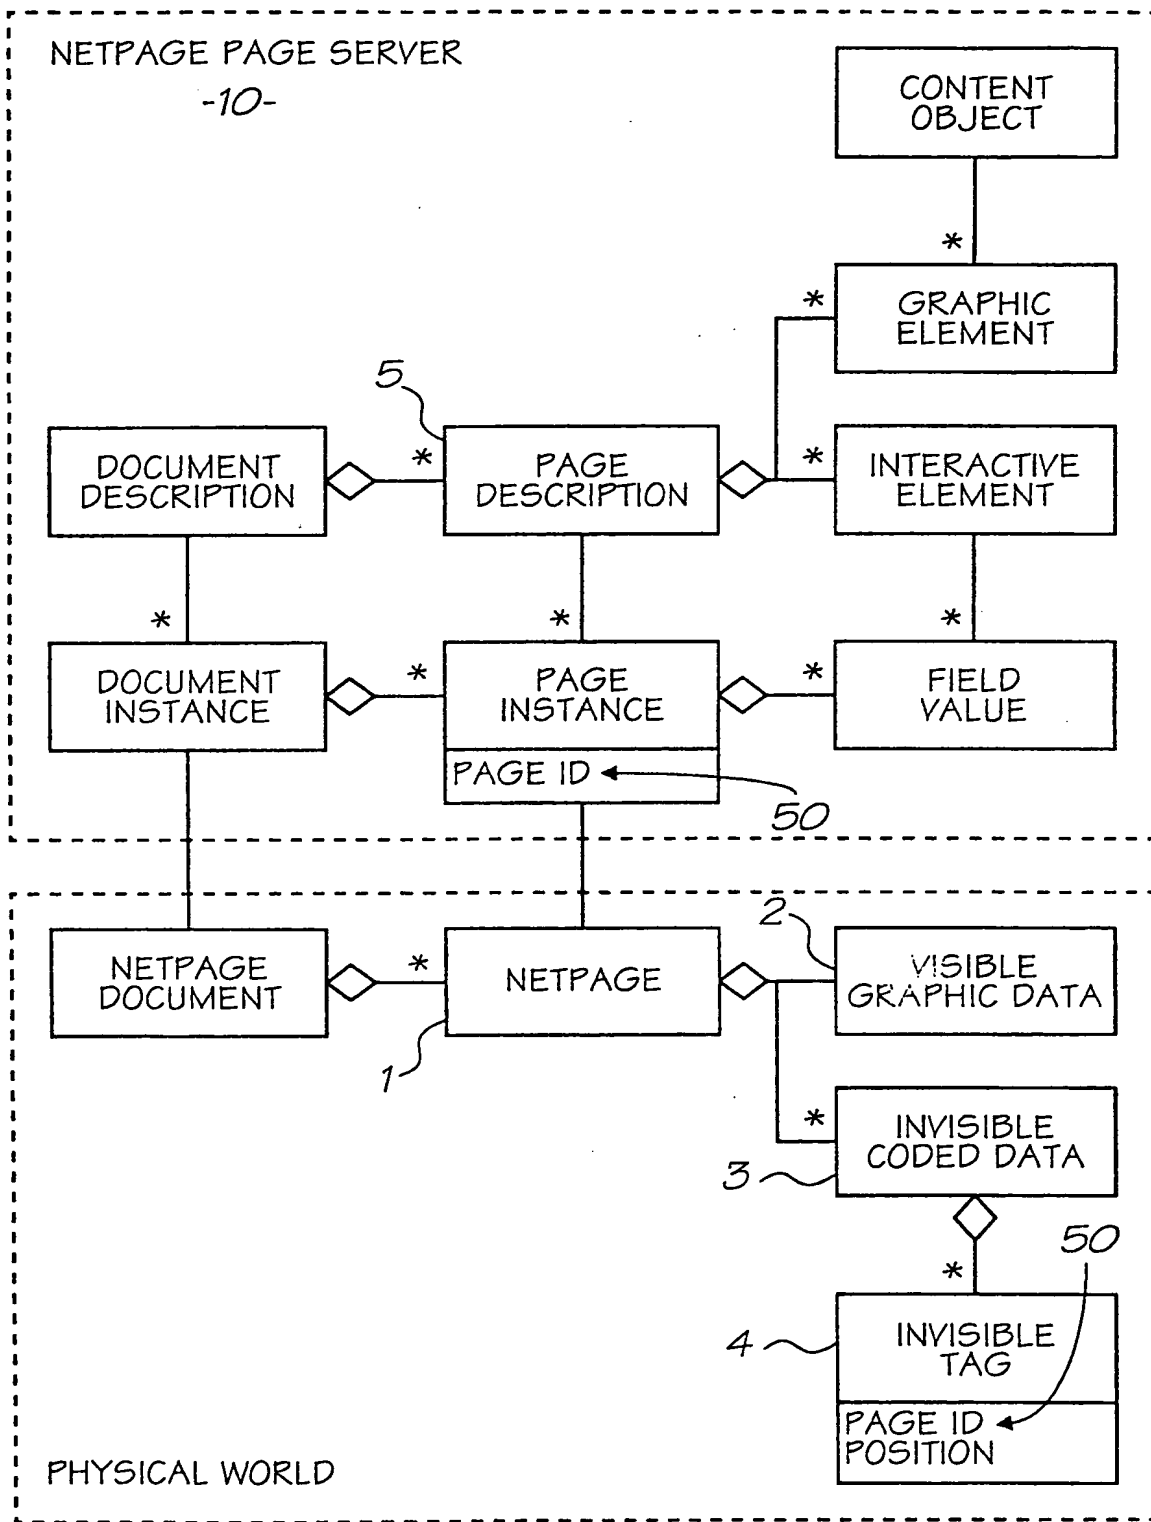 NETPAGE PAGE SERVER
-10-
CONTENT
OBJECT
*
*
GRAPHIC
ELEMENT
5
DOCUMENT
DESCRIPTION
*
PAGE
DESCRIPTION
*
INTERACTIVE
ELEMENT
*
*
*
DOCUMENT
INSTANCE
*
PAGE
INSTANCE
*
FIELD
VALUE
PAGE ID
50
NETPAGE
DOCUMENT
*
NETPAGE
1
2
VISIBLE
GRAPHIC DATA
*
INVISIBLE
CODED DATA
3
50
*
4
INVISIBLE
TAG
PAGE ID
POSITION
PHYSICAL WORLD